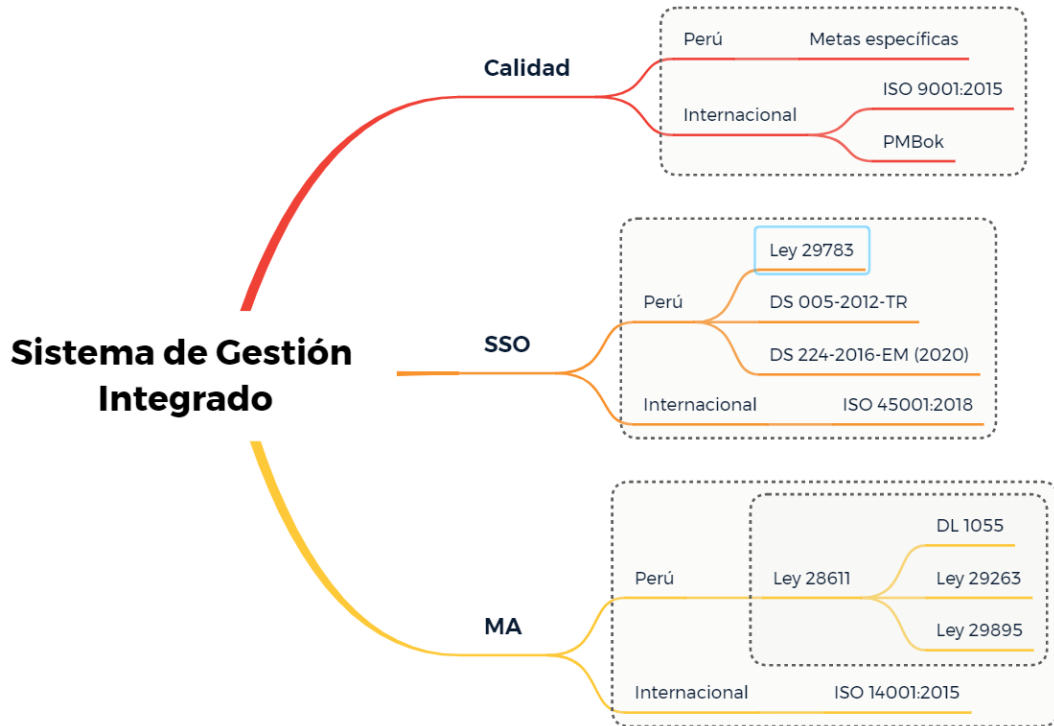 Sistema de Gestión
Integrado
Calidad
Perú
Metas específicas
Internacional
ISO 9001:2015
PMBok
SSO
Perú
Ley 29783
DS 005-2012-TR
DS 224-2016-EM (2020)
Internacional
ISO 45001:2018
MA
Perú
Ley 28611
DL 1055
Ley 29263
Ley 29895
Internacional
ISO 14001:2015